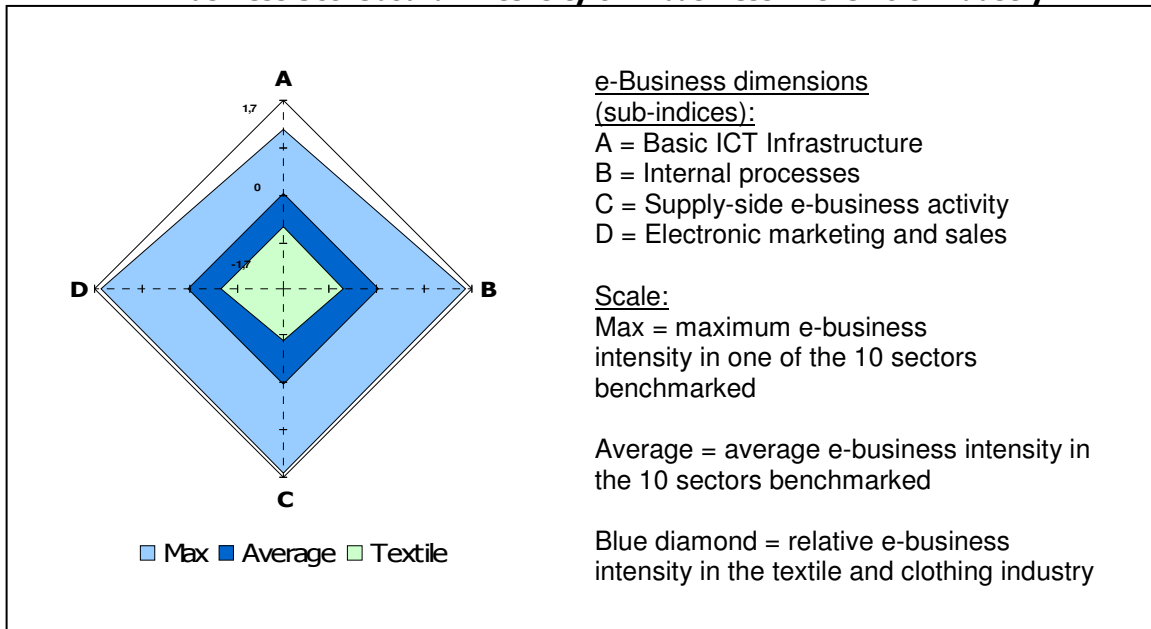 A
1,7
0
-1,7
D
B
C
Max Average Textile
e-Business dimensions
(sub-indices):
A = Basic ICT Infrastructure
B = Internal processes
C = Supply-side e-business activity
D = Electronic marketing and sales
Scale:
Max = maximum e-business
intensity in one of the 10 sectors
benchmarked
Average = average e-business intensity in
the 10 sectors benchmarked
Blue diamond = relative e-business
intensity in the textile and clothing industry